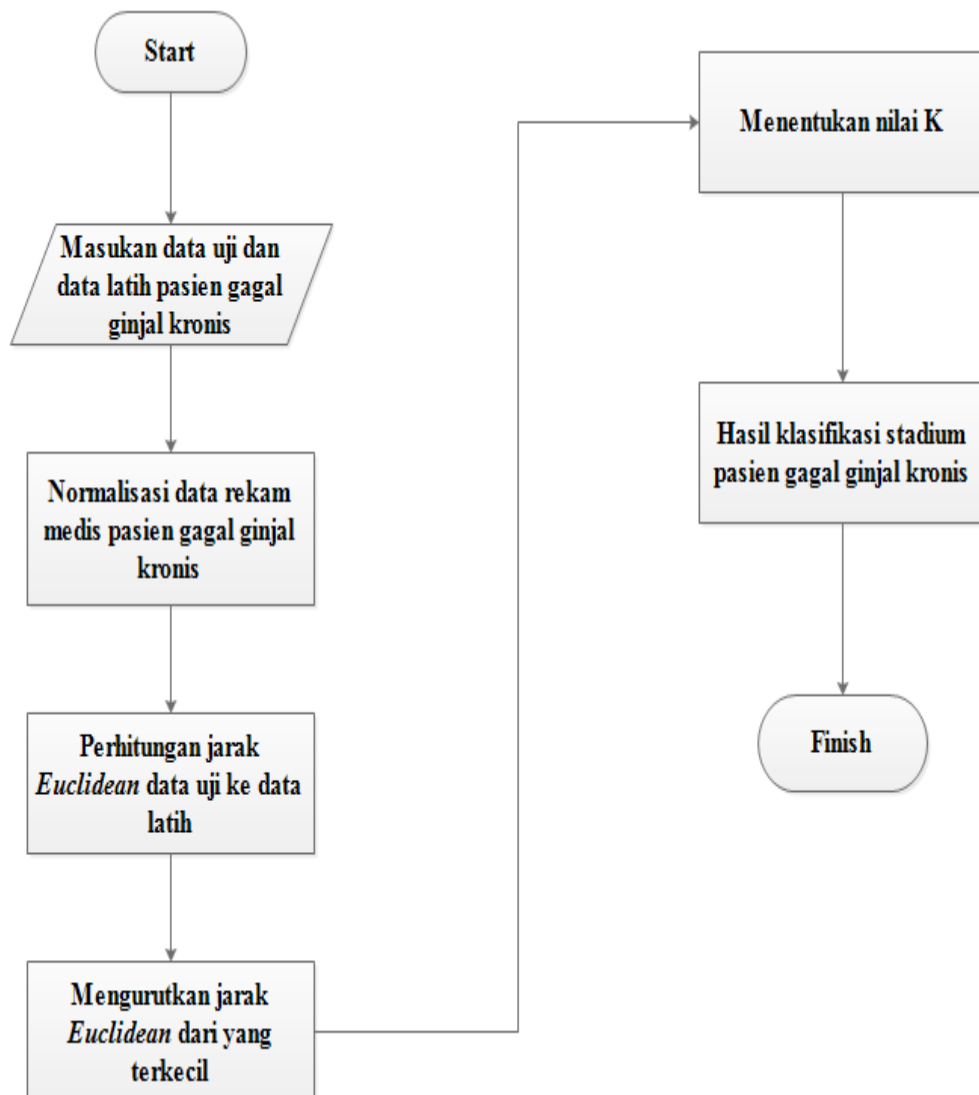 Start
Masukan data uji dan
data latih pasien gagal
ginjal kronis
Normalisasi data rekam
medis pasien gagal ginjal
kronis
Perhitungan jarak
Euclidean data uji ke data
latih
Mengurutkan jarak
Euclidean dari yang
terkecil
Menentukan nilai K
Hasil klasifikasi stadium
pasien gagal ginjal kronis
Finish